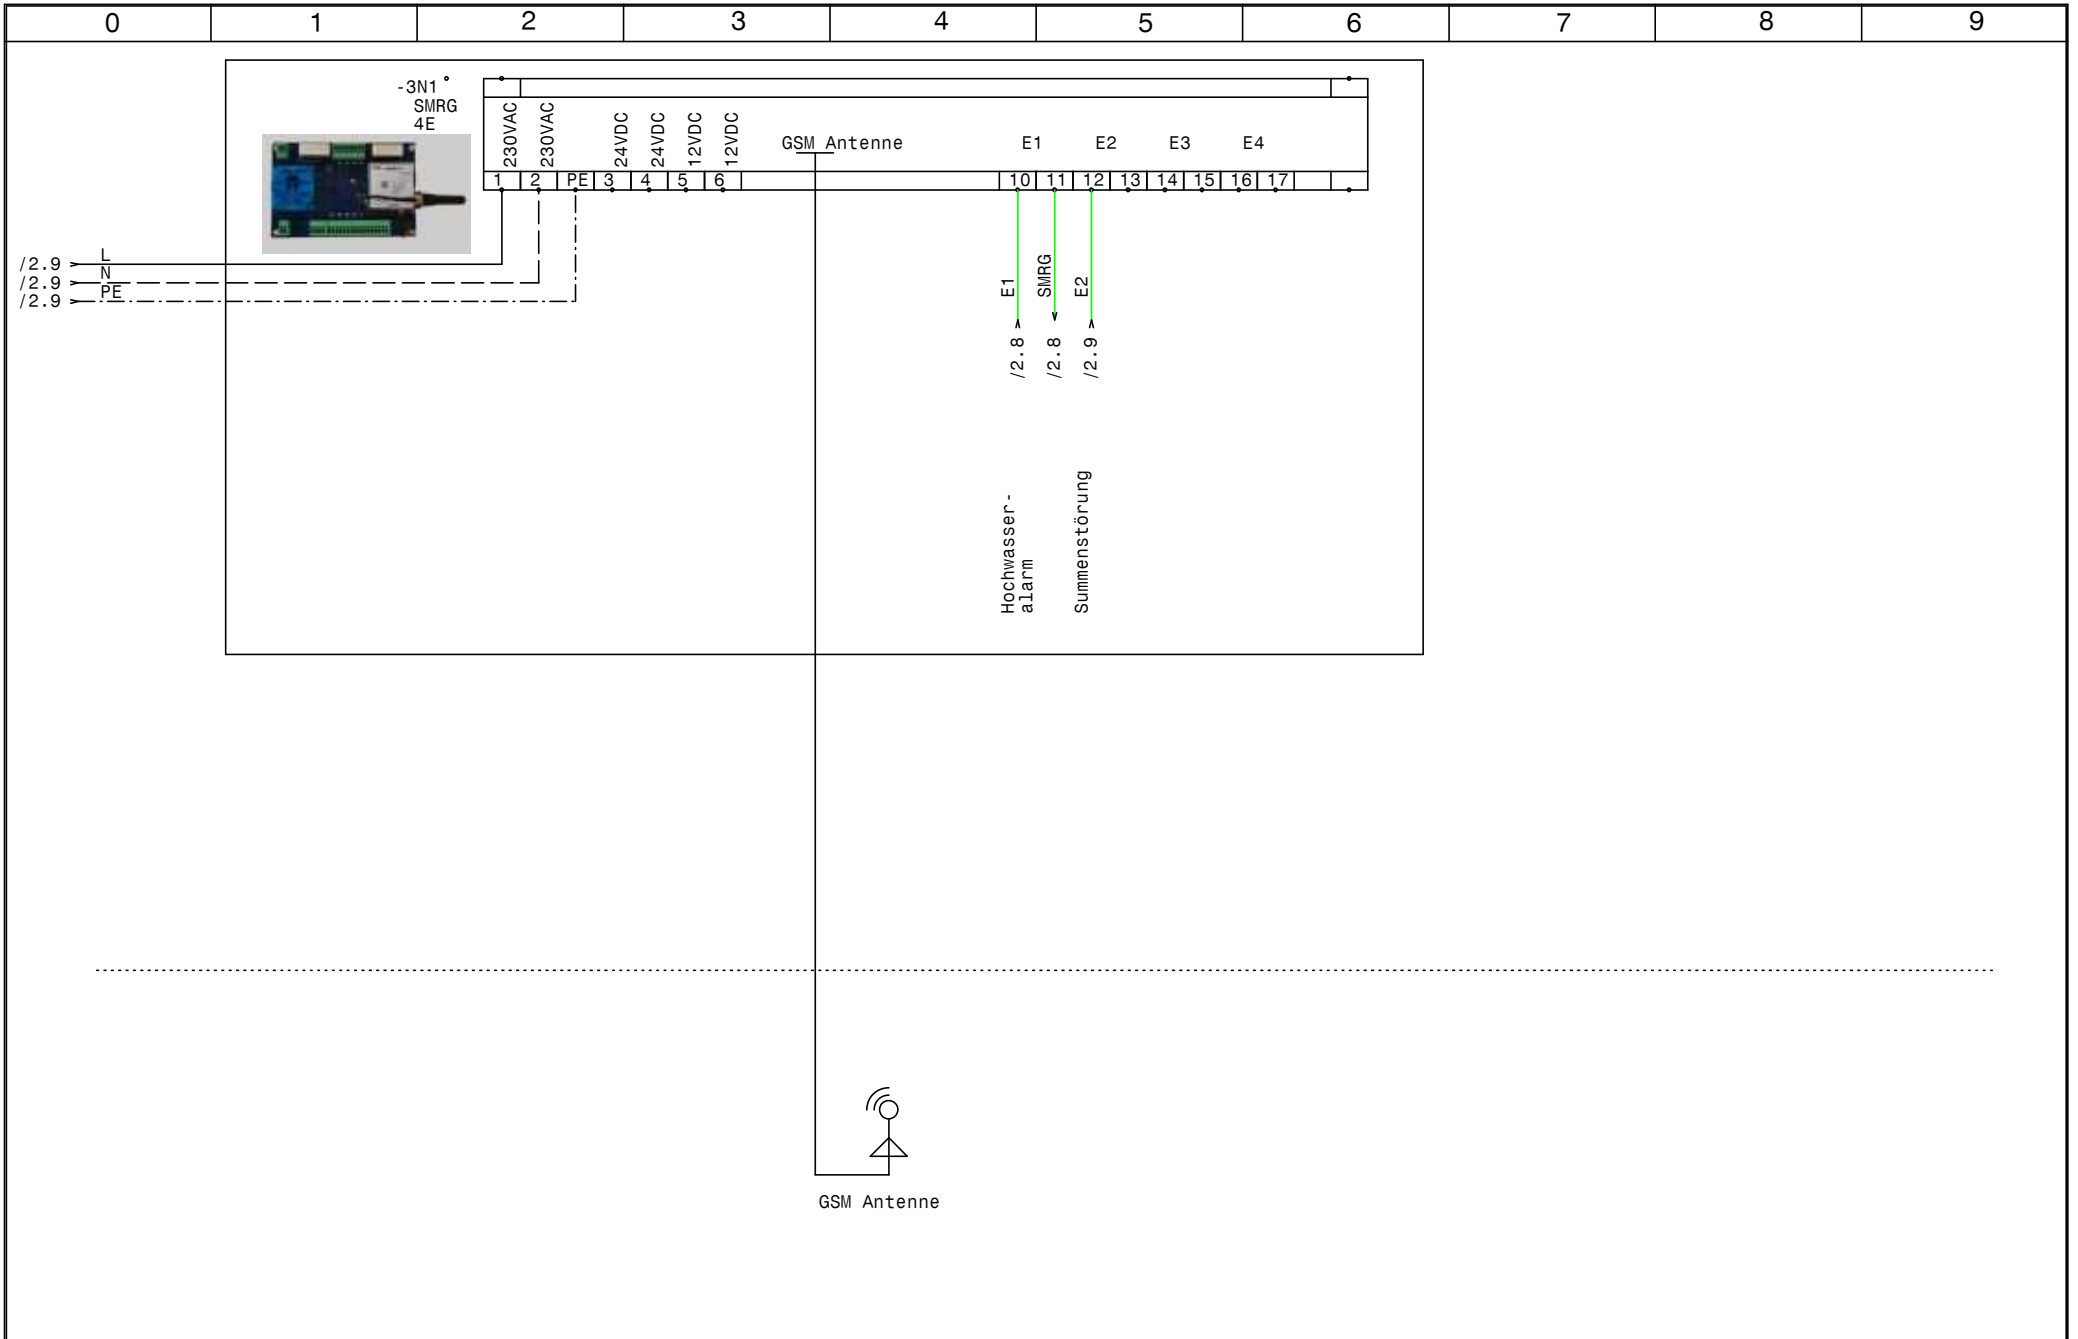 0 1 2 3 4 5 6 7 8 9
-3N1
SMRG
4E
230VAC
230VAC
24VDC
24VDC
12VDC
12VDC
GSM Antenne
E1 E2 E3 E4
1 2 PE 3 4 5 6 10 11 12 13 14 15 16 17
/2.9 L
/2.9 N
/2.9 PE
E1
SMRG
E2
/2.8
/2.8
/2.9
Hochwasser-
alarm
Summenstörung
GSM Antenne